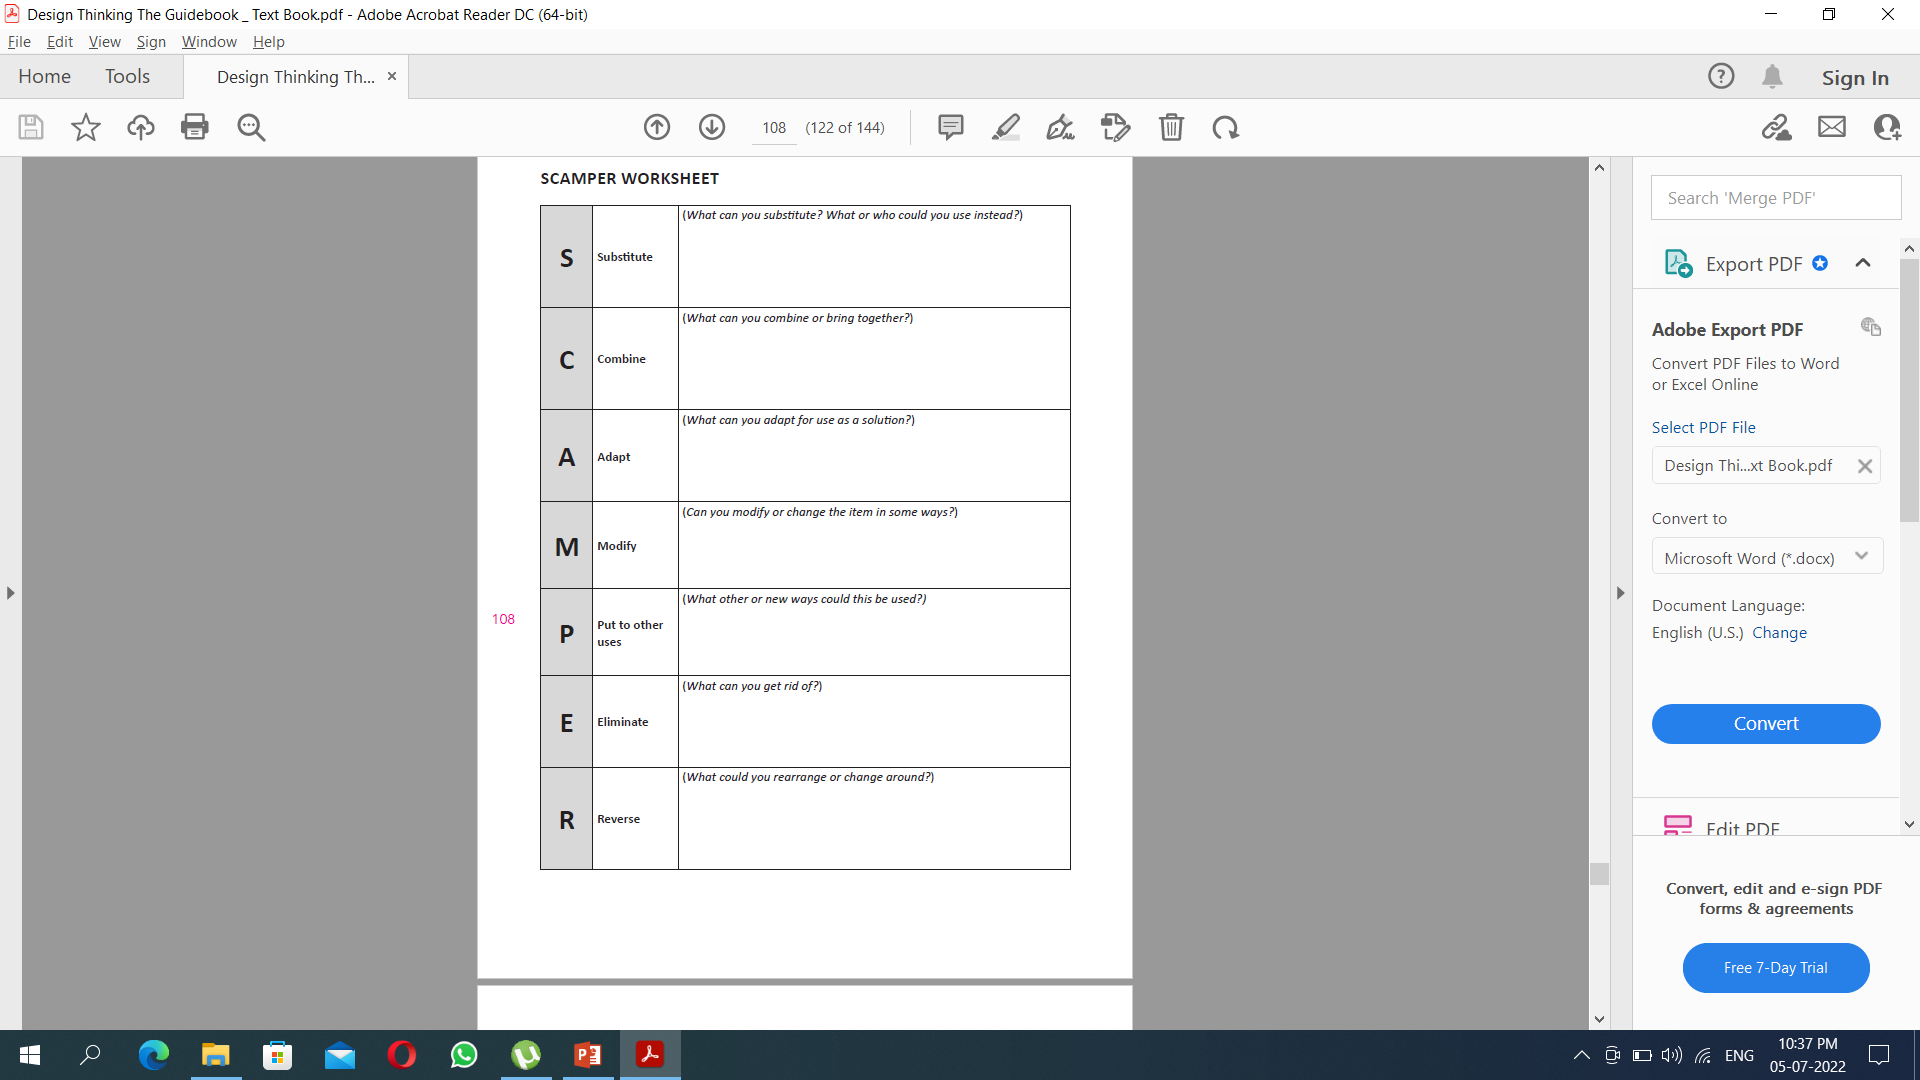 Design Thinking The Guidebook _ Text Book.pdf - Adobe Acrobat Reader DC (64-bit)
File Edit View Sign Window Help
Home Tools Design Thinking Th... ×
? Sign In
108 (122 of 144)
SCAMPER WORKSHEET
S Substitute (What can you substitute? What or who could you use instead?)
C Combine (What can you combine or bring together?)
A Adapt (What can you adapt for use as a solution?)
M Modify (Can you modify or change the item in some ways?)
P Put to other
uses
(What other or new ways could this be used?)
E Eliminate (What can you get rid of?)
R Reverse (What could you rearrange or change around?)
108
Search 'Merge PDF'
Export PDF
Adobe Export PDF
Convert PDF Files to Word
or Excel Online
Select PDF File
Design Thi...xt Book.pdf
Convert to
Microsoft Word (*.docx)
Document Language:
English (U.S.) Change
Convert
Edit PDF
Convert, edit and e-sign PDF
forms & agreements
Free 7-Day Trial
ENG
10:37 PM
05-07-2022